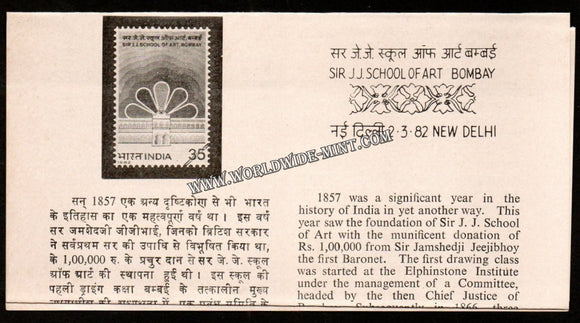 सर जे. जे. स्कूल ऑफ आर्ट बम्बई
SIR J.J. SCHOOL OF ART BOMBAY
भारत INDIA
35
सर जे. जे. स्कूल ऑफ आर्ट बम्बई
SIR J.J. SCHOOL OF ART BOMBAY
नई दिल्ली 2·3·82 NEW DELHI
WWW.WORLDWIDE-MINT.COM
सन् 1857 एक अन्य दृष्टिकोण से भी भारत
के इतिहास का एक महत्वपूर्ण वर्ष था। इस वर्ष
सर जमशेदजी जीजीभाई, जिनको ब्रिटिश सरकार
ने सर्वप्रथम सर की उपाधि से विभूषित किया था,
के 1,00,000 रु. के प्रचुर दान से सर जे. जे. स्कूल
ऑफ आर्ट की स्थापना हुई थी। इस स्कूल की
पहली ड्राइंग कक्षा बम्बई के तत्कालीन मुख्य
1857 was a significant year in the
history of India in yet another way. This
year saw the foundation of Sir J. J. School
of Art with the munificent donation of
Rs. 1,00,000 from Sir Jamshedji Jeejibhoy
the first Baronet. The first drawing class
was started at the Elphinstone Institute
under the management of a Committee,
headed by the then Chief Justice of
Subsequently in 1866, three